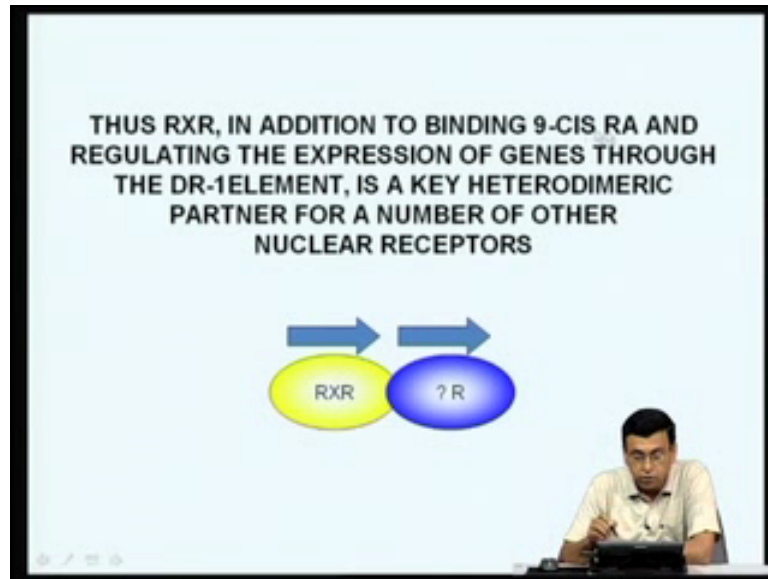 THUS RXR, IN ADDITION TO BINDING 9-CIS RA AND
REGULATING THE EXPRESSION OF GENES THROUGH
THE DR-1ELEMENT, IS A KEY HETERODIMERIC
PARTNER FOR A NUMBER OF OTHER
NUCLEAR RECEPTORS
RXR
? R